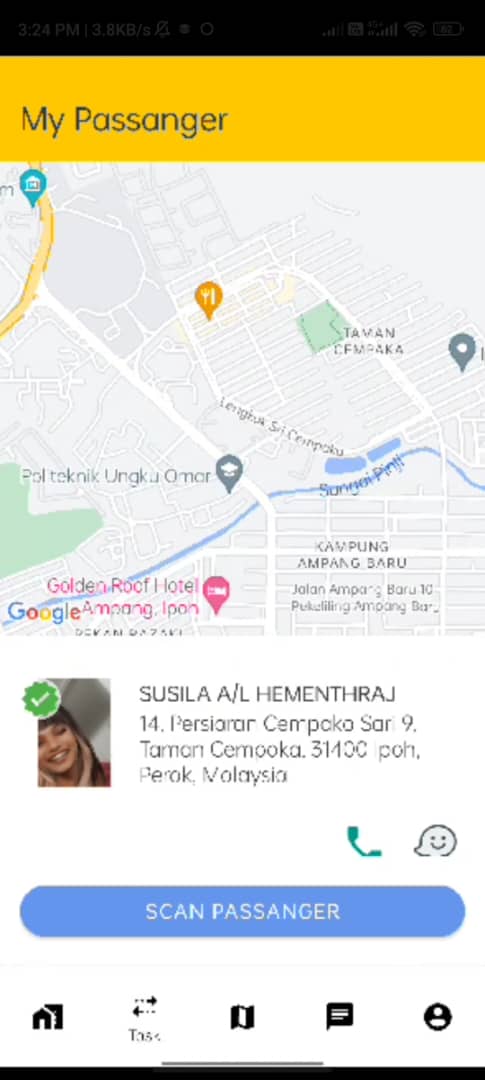 3:24 PM | 3.8KB/s
My Passanger
TAMAN
CEMPAKA
Lengkok Sri Cempaka
Politeknik Ungku Omar
Sungai Pinji
KAMPUNG
AMPANG BARU
Golden Roof Hotel
Ampang, Ipoh
Jalan Ampang Baru 10
Pekeliling Ampang Baru
Google
PEKAN RAZAKI
SUSILA A/L HEMENTHRAJ
14, Persiaran Cempaka Sari 9,
Taman Cempaka, 31400 Ipoh,
Perak, Malaysia
SCAN PASSANGER
Task